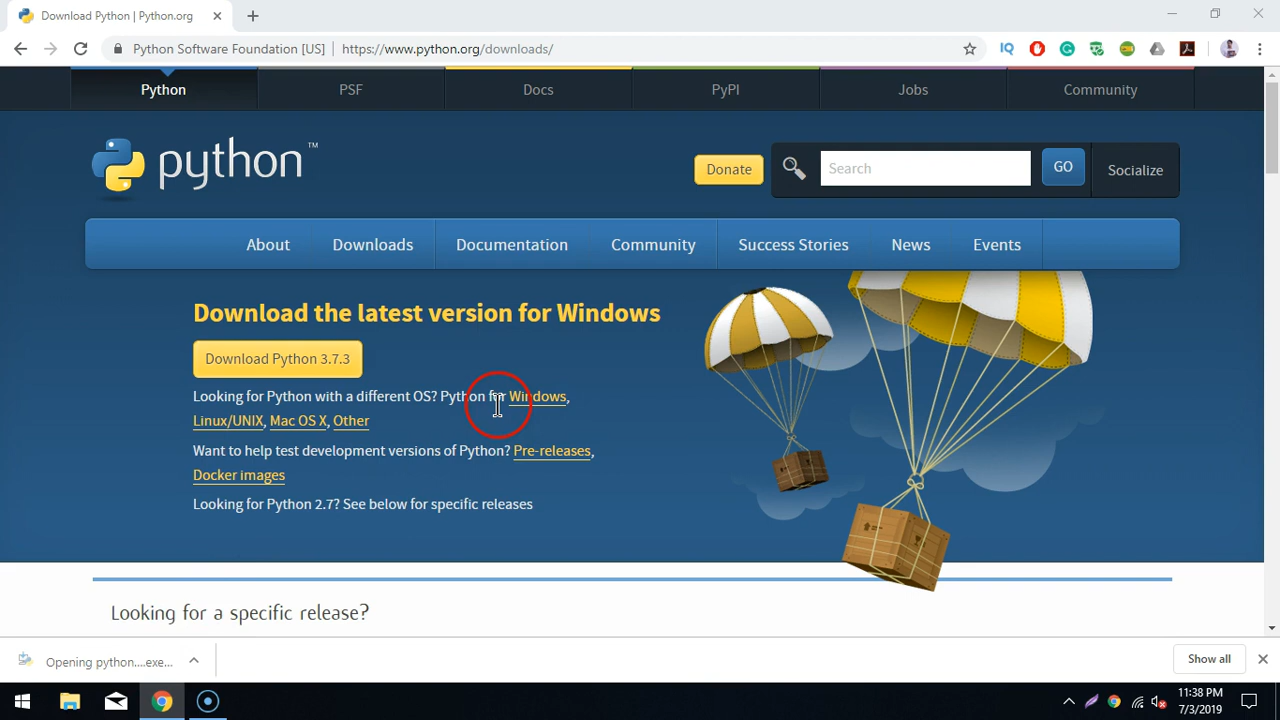 Download Python | Python.org
Python Software Foundation [US] | https://www.python.org/downloads/
IQ
Python PSF Docs PyPI Jobs Community
python™
Donate Search GO Socialize
About Downloads Documentation Community Success Stories News Events
Download the latest version for Windows
Download Python 3.7.3
Looking for Python with a different OS? Python for Windows,
Linux/UNIX, Mac OS X, Other
Want to help test development versions of Python? Pre-releases,
Docker images
Looking for Python 2.7? See below for specific releases
Looking for a specific release?
Opening python....exe... Show all
11:38 PM
7/3/2019